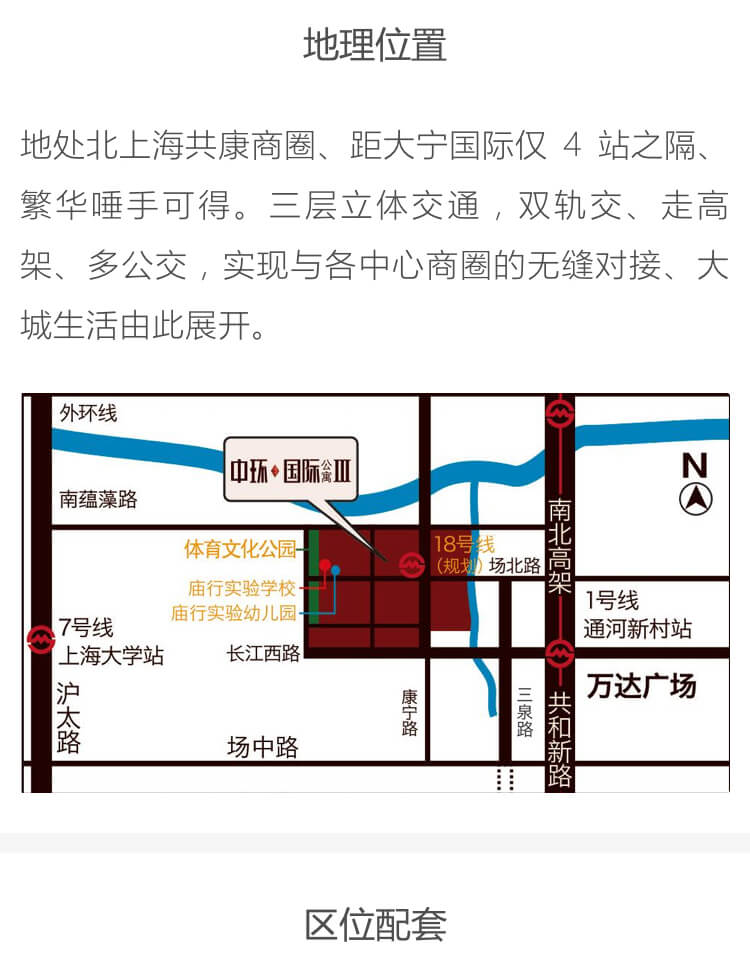 地理位置
地处北上海共康商圈、距大宁国际仅 4 站之隔、
繁华唾手可得。三层立体交通，双轨交、走高
架、多公交，实现与各中心商圈的无缝对接、大
城生活由此展开。
外环线
中环·国际公寓III
N
南蕴藻路
南北高架
体育文化公园
18号线
(规划)
场北路
庙行实验学校
庙行实验幼儿园
1号线
通河新村站
7号线
上海大学站
长江西路
万达广场
沪太路
康宁路
三泉路
共和新路
场中路
区位配套